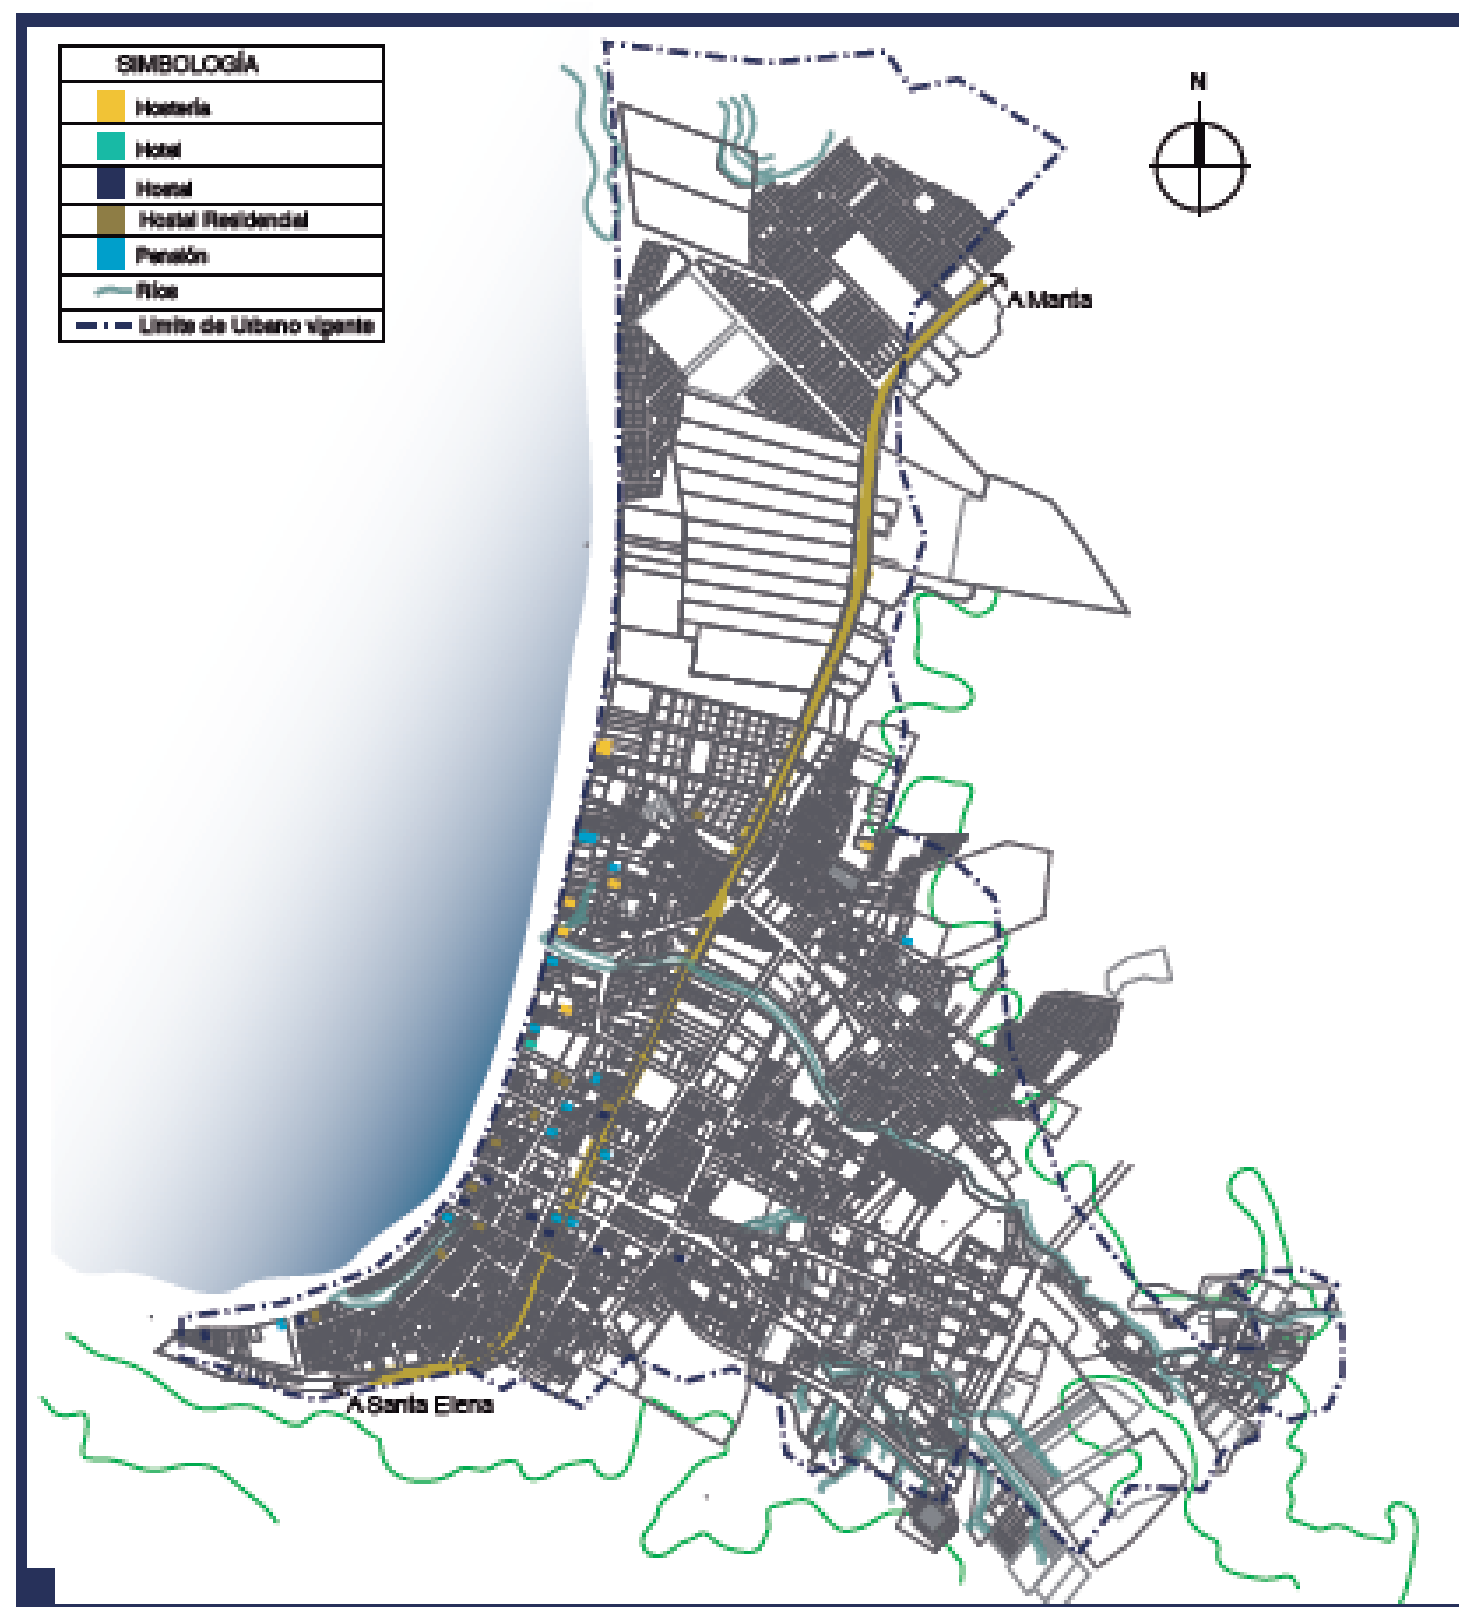 SIMBOLOGÍA
Hostería
Hotel
Hostal
Hostal Residencial
Pensión
Ríos
Límite de Urbano vigente
N
A Manta
A Santa Elena